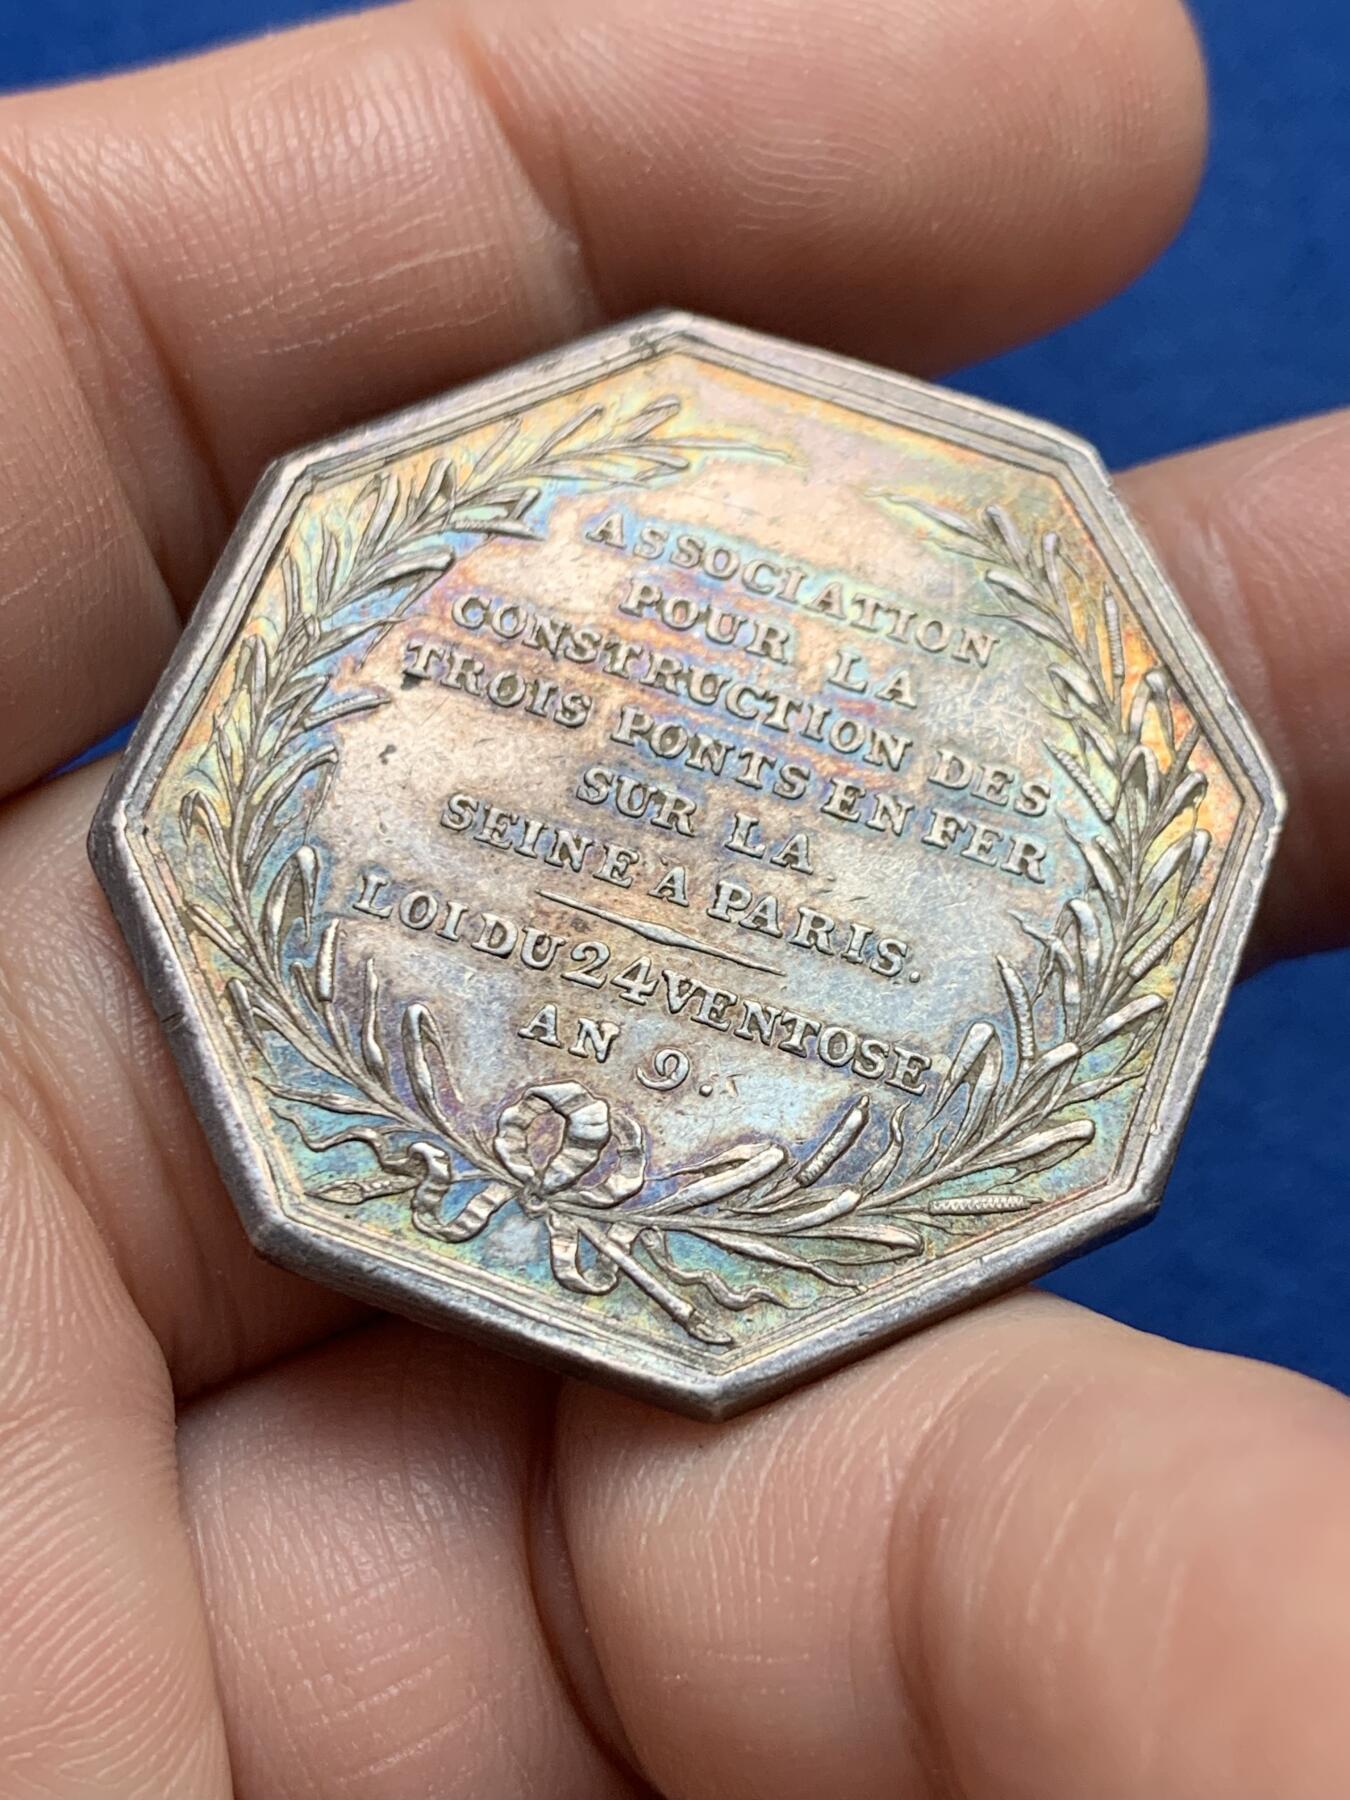 ASSOCIATION
POUR LA
CONSTRUCTION DES
TROIS PONTS EN FER
SUR LA
SEINE A PARIS.
LOI DU 24 VENTOSE
AN 9.